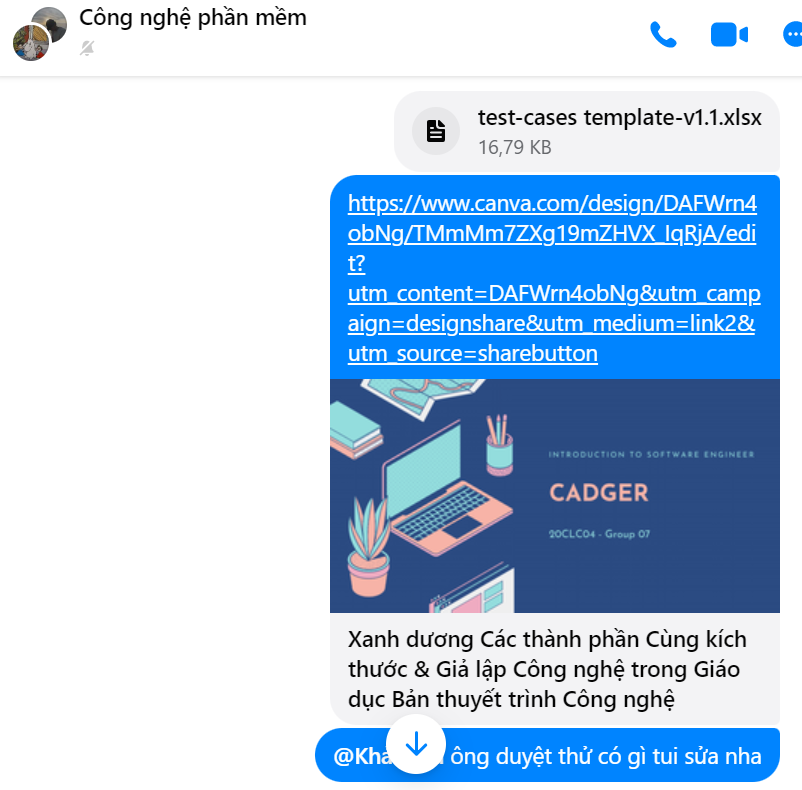 Công nghệ phần mềm
test-cases template-v1.1.xlsx
16,79 KB
https://www.canva.com/design/DAFWrn4
obNg/TMmMm7ZXg19mZHVX_IqRjA/edi
t?
utm_content=DAFWrn4obNg&utm_camp
aign=designshare&utm_medium=link2&
utm_source=sharebutton
INTRODUCTION TO SOFTWARE ENGINEER
CADGER
20CLC04 - Group 07
Xanh dương Các thành phần Cùng kích
thước & Giả lập Công nghệ trong Giáo
dục Bản thuyết trình Công nghệ
ông duyệt thử có gì tui sửa nha